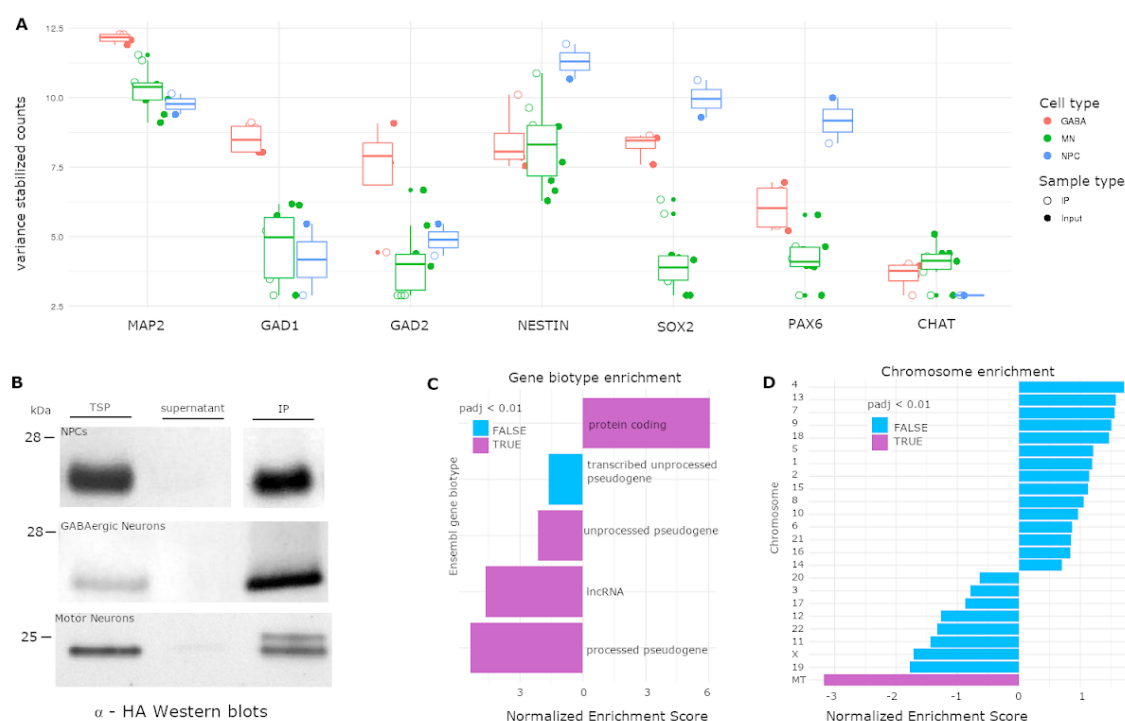 A
variance stabilized counts
12.5
10.0
7.5
5.0
2.5
MAP2 GAD1 GAD2 NESTIN SOX2 PAX6 CHAT
Cell type
GABA
MN
NPC
Sample type
IP
Input
B
kDa TSP supernatant IP
28
NPCs
28
GABAergic Neurons
25
Motor Neurons
α - HA Western blots
C
Gene biotype enrichment
padj < 0.01
FALSE
TRUE
Ensembl gene biotype
protein coding
transcribed unprocessed
pseudogene
unprocessed pseudogene
lncRNA
processed pseudogene
3 0 3 6
Normalized Enrichment Score
D
Chromosome enrichment
padj < 0.01
FALSE
TRUE
Chromosome
4
13
7
9
18
5
1
2
15
8
10
6
21
16
14
20
3
17
12
22
11
X
19
MT
-3 -2 -1 0 1
Normalized Enrichment Score